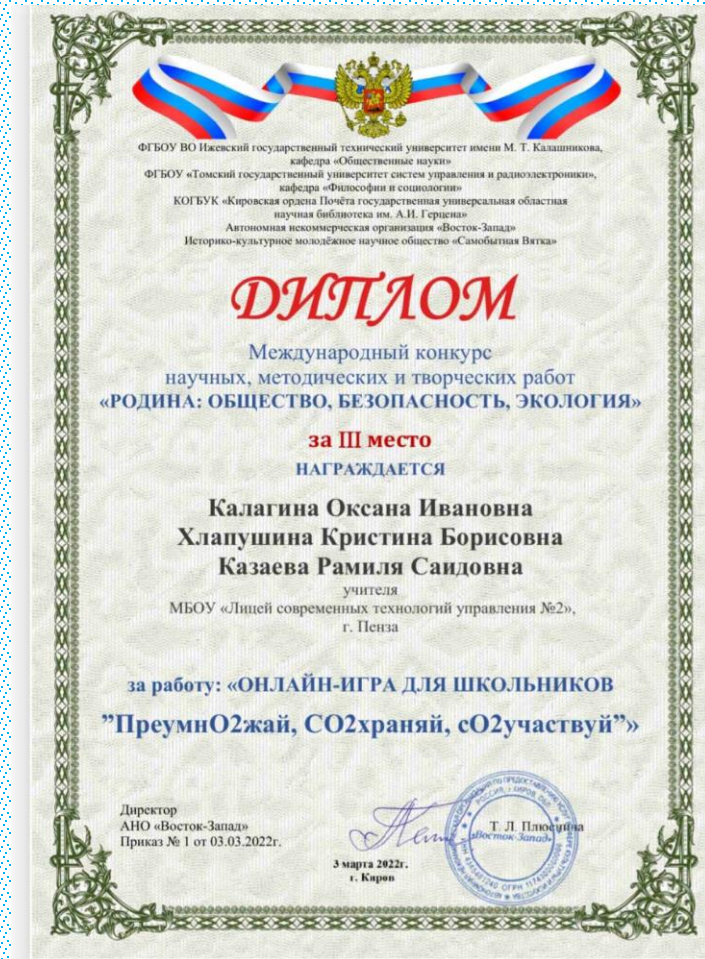 ФГБОУ ВО Ижевский государственный технический университет имени М. Т. Калашникова,
кафедра «Общественные науки»
ФГБОУ «Томский государственный университет систем управления и радиоэлектроники»,
кафедра «Философии и социологии»
КОГБУК «Кировская ордена Почёта государственная универсальная областная
научная библиотека им. А.И. Герцена»
Автономная некоммерческая организация «Восток-Запад»
Историко-культурное молодёжное научное общество «Самобытная Вятка»
ДИПЛОМ
Международный конкурс
научных, методических и творческих работ
«РОДИНА: ОБЩЕСТВО, БЕЗОПАСНОСТЬ, ЭКОЛОГИЯ»
за III место
НАГРАЖДАЕТСЯ
Калагина Оксана Ивановна
Хлапушина Кристина Борисовна
Казаева Рамиля Саидовна
учителя
МБОУ «Лицей современных технологий управления №2»,
г. Пенза
за работу: «ОНЛАЙН-ИГРА ДЛЯ ШКОЛЬНИКОВ
”ПреумнО2жай, СО2храняй, сО2участвуй”»
Директор
АНО «Восток-Запад»
Приказ № 1 от 03.03.2022г.
Т. Л. Плюснина
«Восток-Запад»
3 марта 2022г.
г. Киров